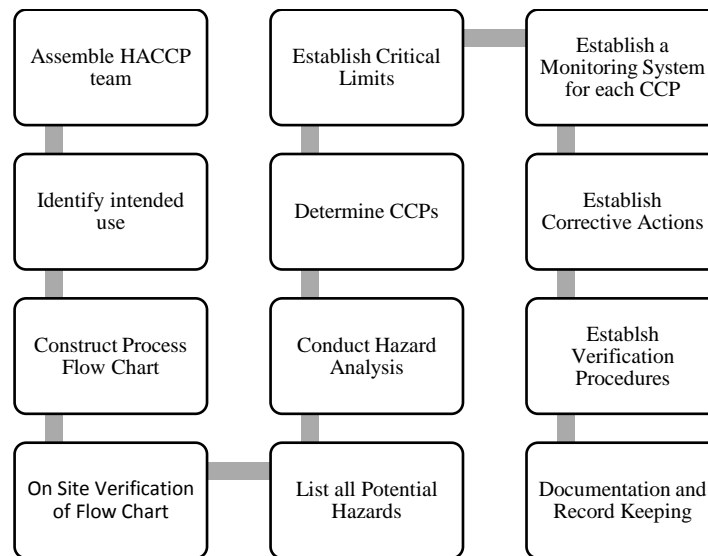 Assemble HACCP
team
Identify intended
use
Construct Process
Flow Chart
On Site Verification
of Flow Chart
List all Potential
Hazards
Conduct Hazard
Analysis
Determine CCPs
Establish Critical
Limits
Establish a
Monitoring System
for each CCP
Establish
Corrective Actions
Establsh
Verification
Procedures
Documentation and
Record Keeping